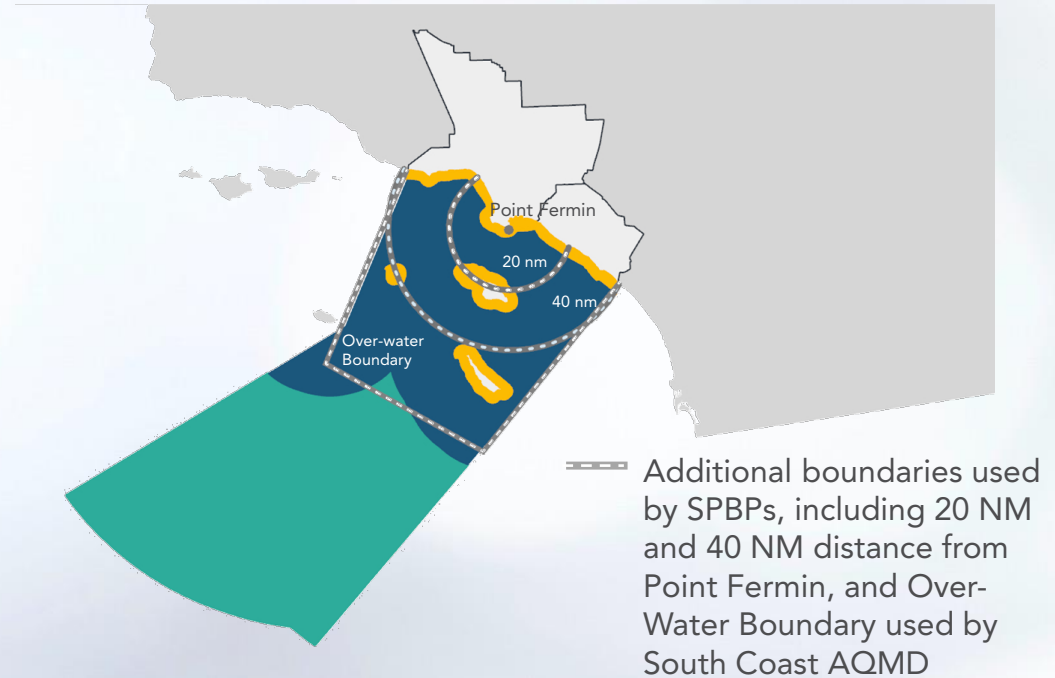 Point Fermin
20 nm
40 nm
Over-water
Boundary
Additional boundaries used
by SPBPs, including 20 NM
and 40 NM distance from
Point Fermin, and Over-
Water Boundary used by
South Coast AQMD